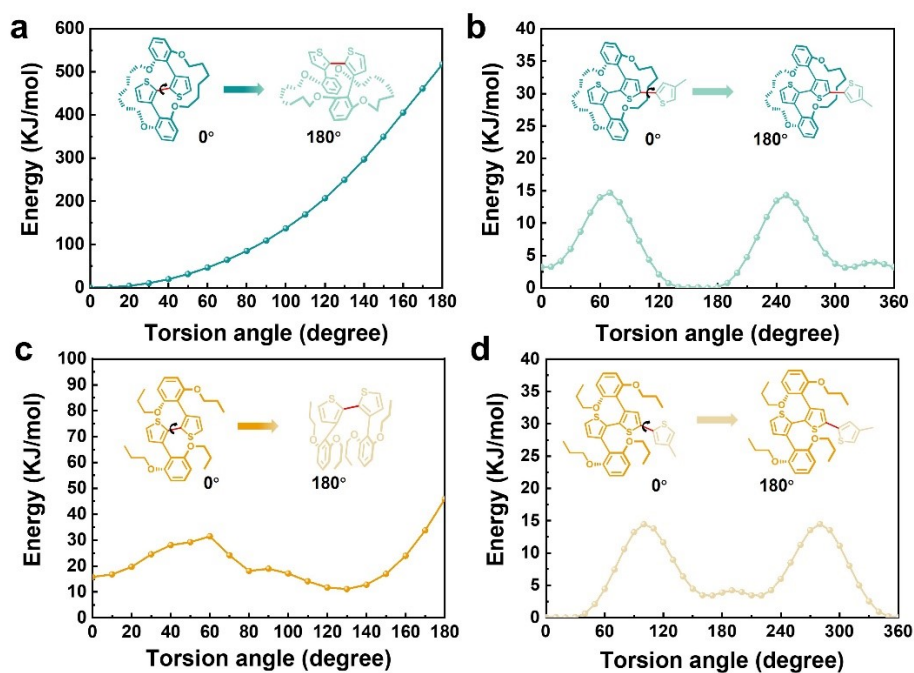 a
Energy (KJ/mol)
600
500
400
300
200
100
0
0 20 40 60 80 100 120 140 160 180
Torsion angle (degree)
S S O O O O
0°
S S O O O O
180°
b
Energy (KJ/mol)
40
35
30
25
20
15
10
5
0
0 60 120 180 240 300 360
Torsion angle (degree)
O O S S S O O
0°
O O S S S O O
180°
c
Energy (KJ/mol)
100
90
80
70
60
50
40
30
20
10
0
0 20 40 60 80 100 120 140 160 180
Torsion angle (degree)
O O S S O O
0°
S S O O O O
180°
d
Energy (KJ/mol)
40
35
30
25
20
15
10
5
0
0 60 120 180 240 300 360
Torsion angle (degree)
O O S S S O O
0°
O O S S S O O
180°